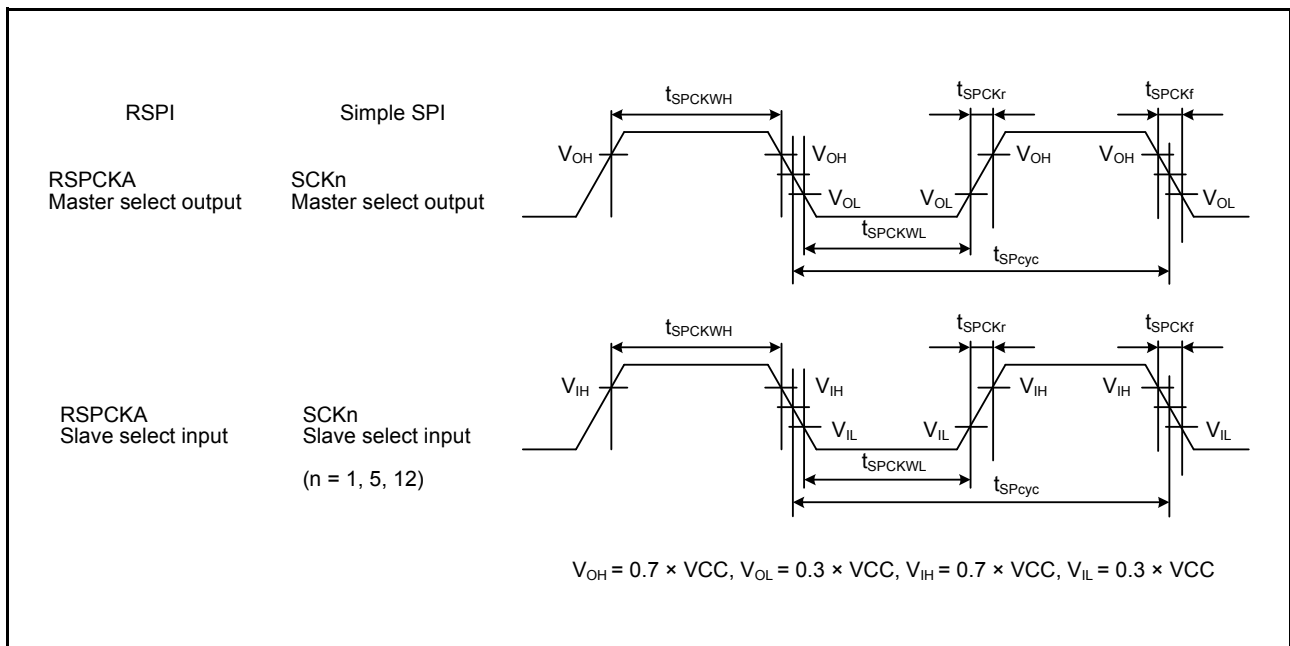 RSPI
Simple SPI
RSPCKA
Master select output
SCKn
Master select output
tSPCKWH
tSPCKr
tSPCKf
VOH
VOH
VOH
VOH
VOL
VOL
VOL
tSPCKWL
tSPcyc
RSPCKA
Slave select input
SCKn
Slave select input
(n = 1, 5, 12)
tSPCKWH
tSPCKr
tSPCKf
VIH
VIH
VIH
VIH
VIL
VIL
VIL
tSPCKWL
tSPcyc
VOH = 0.7 × VCC, VOL = 0.3 × VCC, VIH = 0.7 × VCC, VIL = 0.3 × VCC